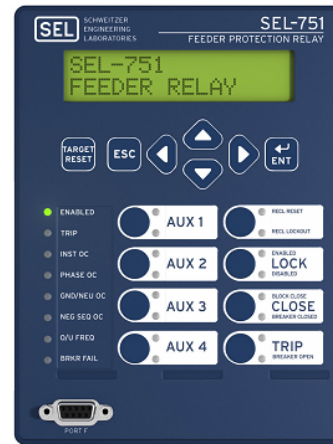 SEL
SCHWEITZER
ENGINEERING
LABORATORIES
SEL-751
FEEDER PROTECTION RELAY
SEL-751
FEEDER RELAY
TARGET
RESET
ESC
ENT
ENABLED
TRIP
INST OC
PHASE OC
GND/NEU OC
NEG SEQ OC
O/U FREQ
BRKR FAIL
AUX 1
AUX 2
AUX 3
AUX 4
RECL RESET
RECL LOCKOUT
ENABLED
LOCK
DISABLED
BLOCK CLOSE
CLOSE
BREAKER CLOSED
TRIP
BREAKER OPEN
PORT F